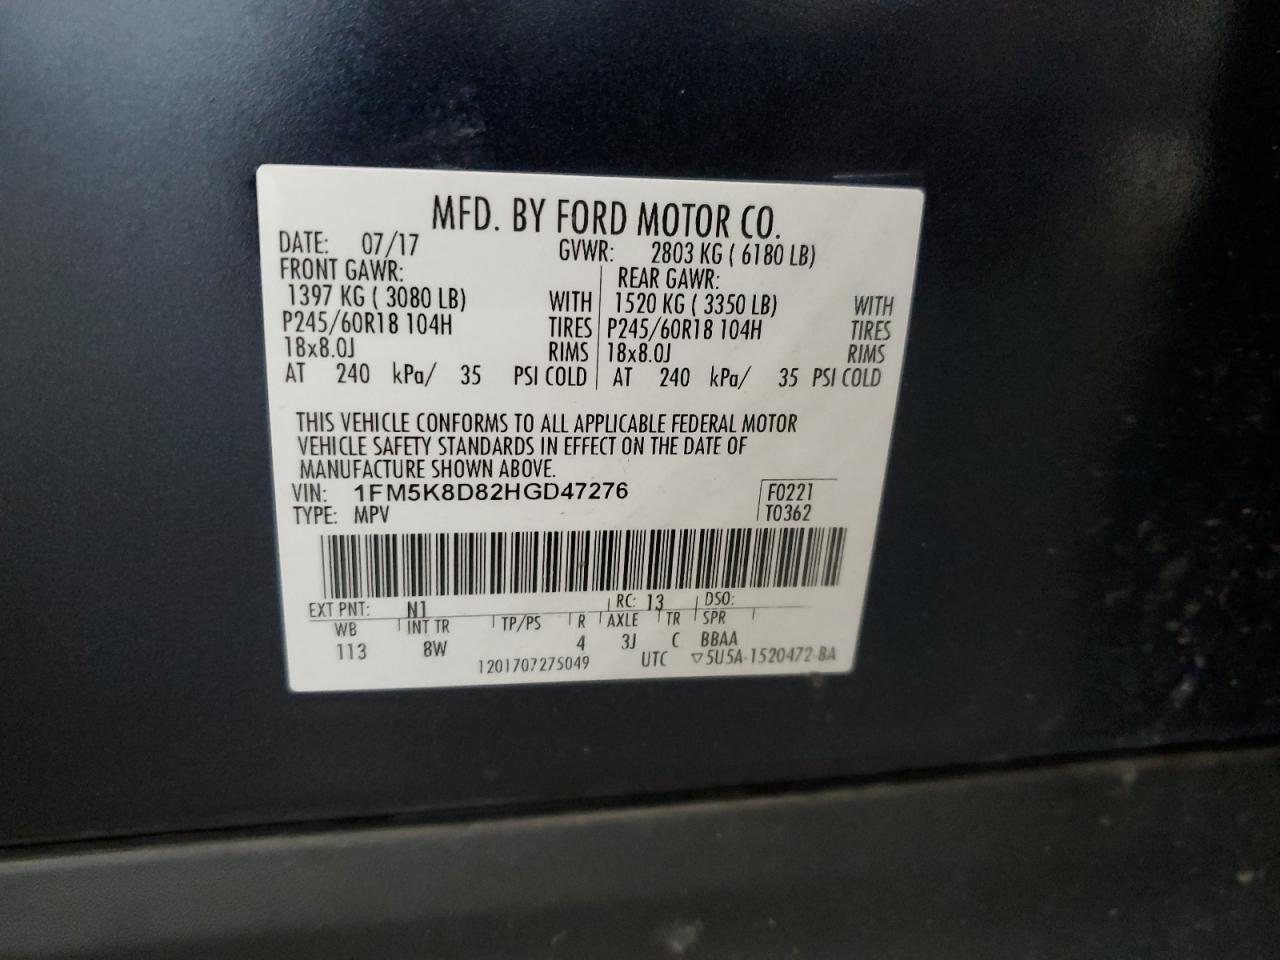 MFD. BY FORD MOTOR CO.
DATE: 07/17 GVWR: 2803 KG ( 6180 LB)
FRONT GAWR: REAR GAWR:
1397 KG ( 3080 LB) WITH 1520 KG ( 3350 LB) WITH
P245/60R18 104H TIRES P245/60R18 104H TIRES
18x8.0J RIMS 18x8.0J RIMS
AT 240 kPa/ 35 PSI COLD AT 240 kPa/ 35 PSI COLD
THIS VEHICLE CONFORMS TO ALL APPLICABLE FEDERAL MOTOR
VEHICLE SAFETY STANDARDS IN EFFECT ON THE DATE OF
MANUFACTURE SHOWN ABOVE.
VIN: 1FM5K8D82HGD47276 F0221
TYPE: MPV T0362
EXT PNT: N1 RC: 13 DSO:
WB INT TR TP/PS R AXLE TR SPR
113 8W 4 3J C BBAA
1201707275049 UTC ▽5U5A-1520472-BA